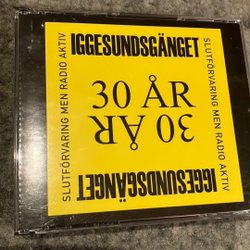 IGGESUNDSGÄNGET
30 ÅR
30 ÅR
IGGESUNDSGÄNGET
SLUTFÖRVARING MEN RADIO AKTIV
SLUTFÖRVARING MEN RADIO AKTIV